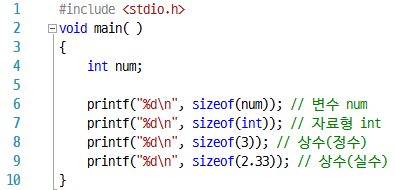 1 #include <stdio.h>
2 void main( )
3 {
4 int num;
5
6 printf("%d\n", sizeof(num)); // 변수 num
7 printf("%d\n", sizeof(int)); // 자료형 int
8 printf("%d\n", sizeof(3)); // 상수(정수)
9 printf("%d\n", sizeof(2.33)); // 상수(실수)
10 }